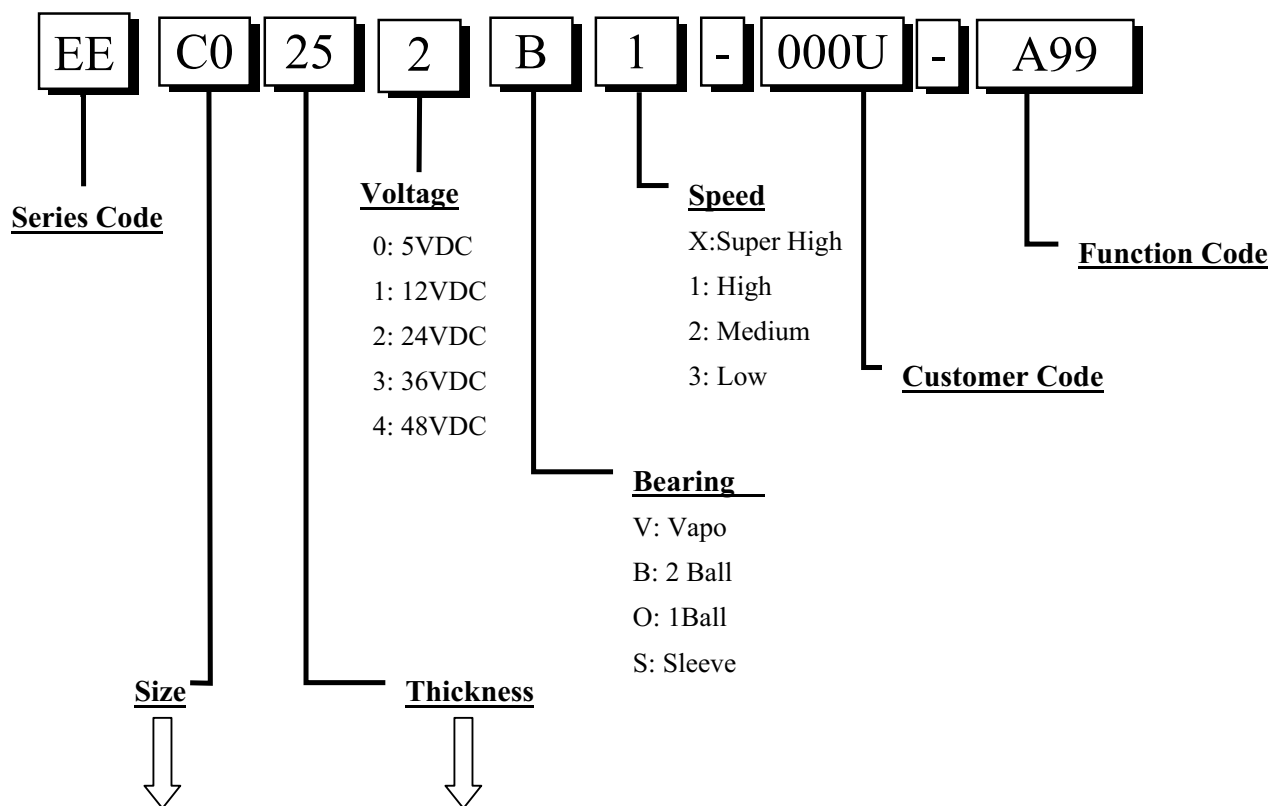 EE C0 25 2 B 1 - 000U - A99
Series Code
Voltage
0: 5VDC
1: 12VDC
2: 24VDC
3: 36VDC
4: 48VDC
Speed
X:Super High
1: High
2: Medium
3: Low
Function Code
Customer Code
Bearing
V: Vapo
B: 2 Ball
O: 1Ball
S: Sleeve
Size
Thickness